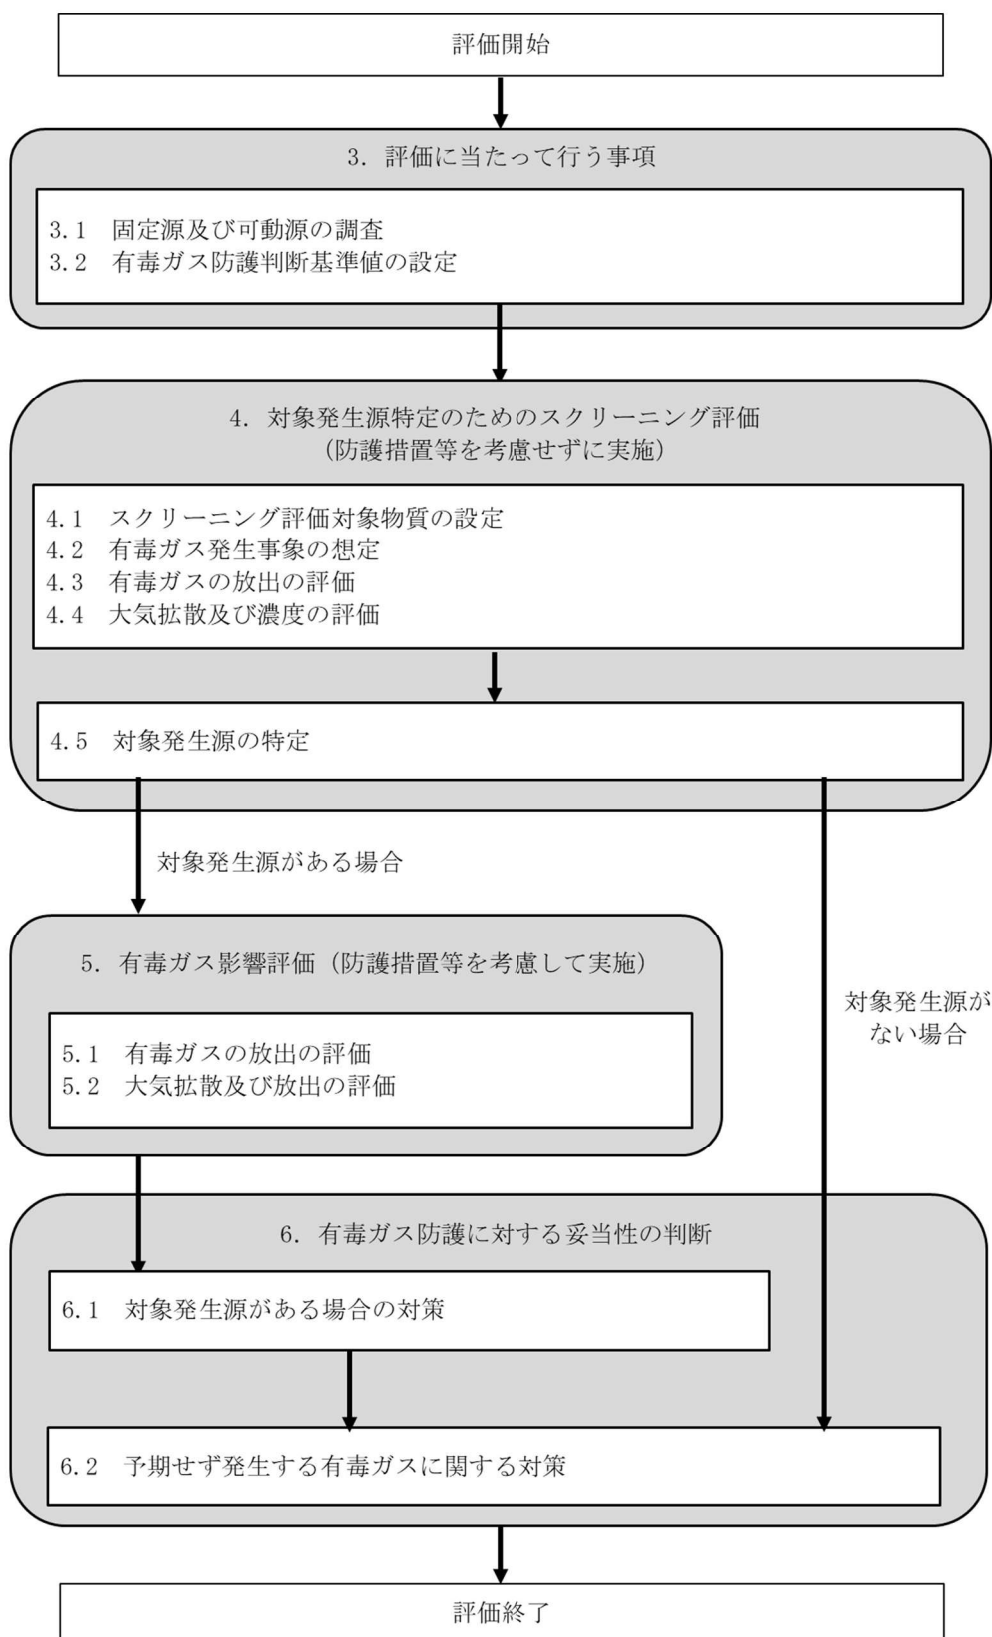 評価開始
3. 評価に当たって行う事項
3.1 固定源及び可動源の調査
3.2 有毒ガス防護判断基準値の設定
4. 対象発生源特定のためのスクリーニング評価
(防護措置等を考慮せずに実施)
4.1 スクリーニング評価対象物質の設定
4.2 有毒ガス発生事象の想定
4.3 有毒ガスの放出の評価
4.4 大気拡散及び濃度の評価
4.5 対象発生源の特定
対象発生源がある場合
5. 有毒ガス影響評価(防護措置等を考慮して実施)
5.1 有毒ガスの放出の評価
5.2 大気拡散及び放出の評価
対象発生源が
ない場合
6. 有毒ガス防護に対する妥当性の判断
6.1 対象発生源がある場合の対策
6.2 予期せず発生する有毒ガスに関する対策
評価終了